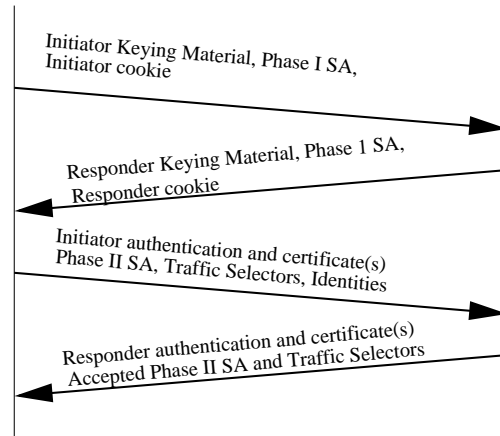 Initiator Keying Material, Phase I SA,
Initiator cookie
Responder Keying Material, Phase 1 SA,
Responder cookie
Initiator authentication and certificate(s)
Phase II SA, Traffic Selectors, Identities
Responder authentication and certificate(s)
Accepted Phase II SA and Traffic Selectors